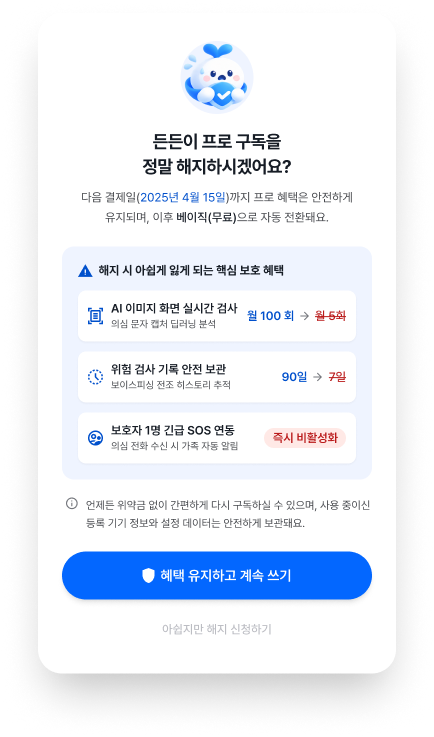 든든이 프로 구독을
정말 해지하시겠어요?
다음 결제일(2025년 4월 15일)까지 프로 혜택은 안전하게
유지되며, 이후 베이직(무료)으로 자동 전환돼요.
해지 시 아쉽게 잃게 되는 핵심 보호 혜택
AI 이미지 화면 실시간 검사 월 100 회 → 월 5회
의심 문자 캡처 딥러닝 분석
위험 검사 기록 안전 보관 90일 → 7일
보이스피싱 전조 히스토리 추적
보호자 1명 긴급 SOS 연동 즉시 비활성화
의심 전화 수신 시 가족 자동 알림
언제든 위약금 없이 간편하게 다시 구독하실 수 있으며, 사용 중이신
등록 기기 정보와 설정 데이터는 안전하게 보관돼요.
혜택 유지하고 계속 쓰기
아쉽지만 해지 신청하기